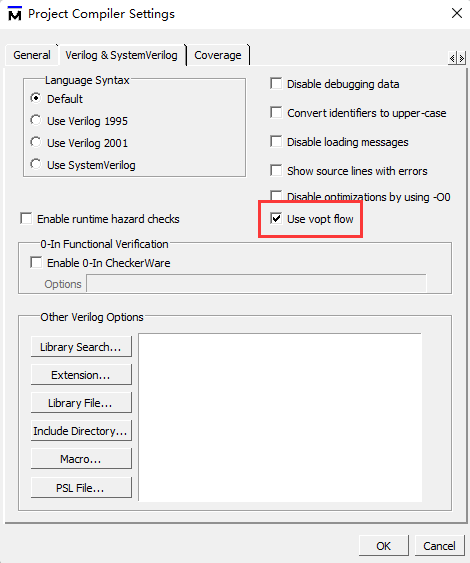 Project Compiler Settings
General
Verilog & SystemVerilog
Coverage
Language Syntax
Default
Use Verilog 1995
Use Verilog 2001
Use SystemVerilog
Disable debugging data
Convert identifiers to upper-case
Disable loading messages
Show source lines with errors
Disable optimizations by using -O0
Enable runtime hazard checks
Use vopt flow
0-In Functional Verification
Enable 0-In CheckerWare
Options
Other Verilog Options
Library Search...
Extension...
Library File...
Include Directory...
Macro...
PSL File...
OK
Cancel